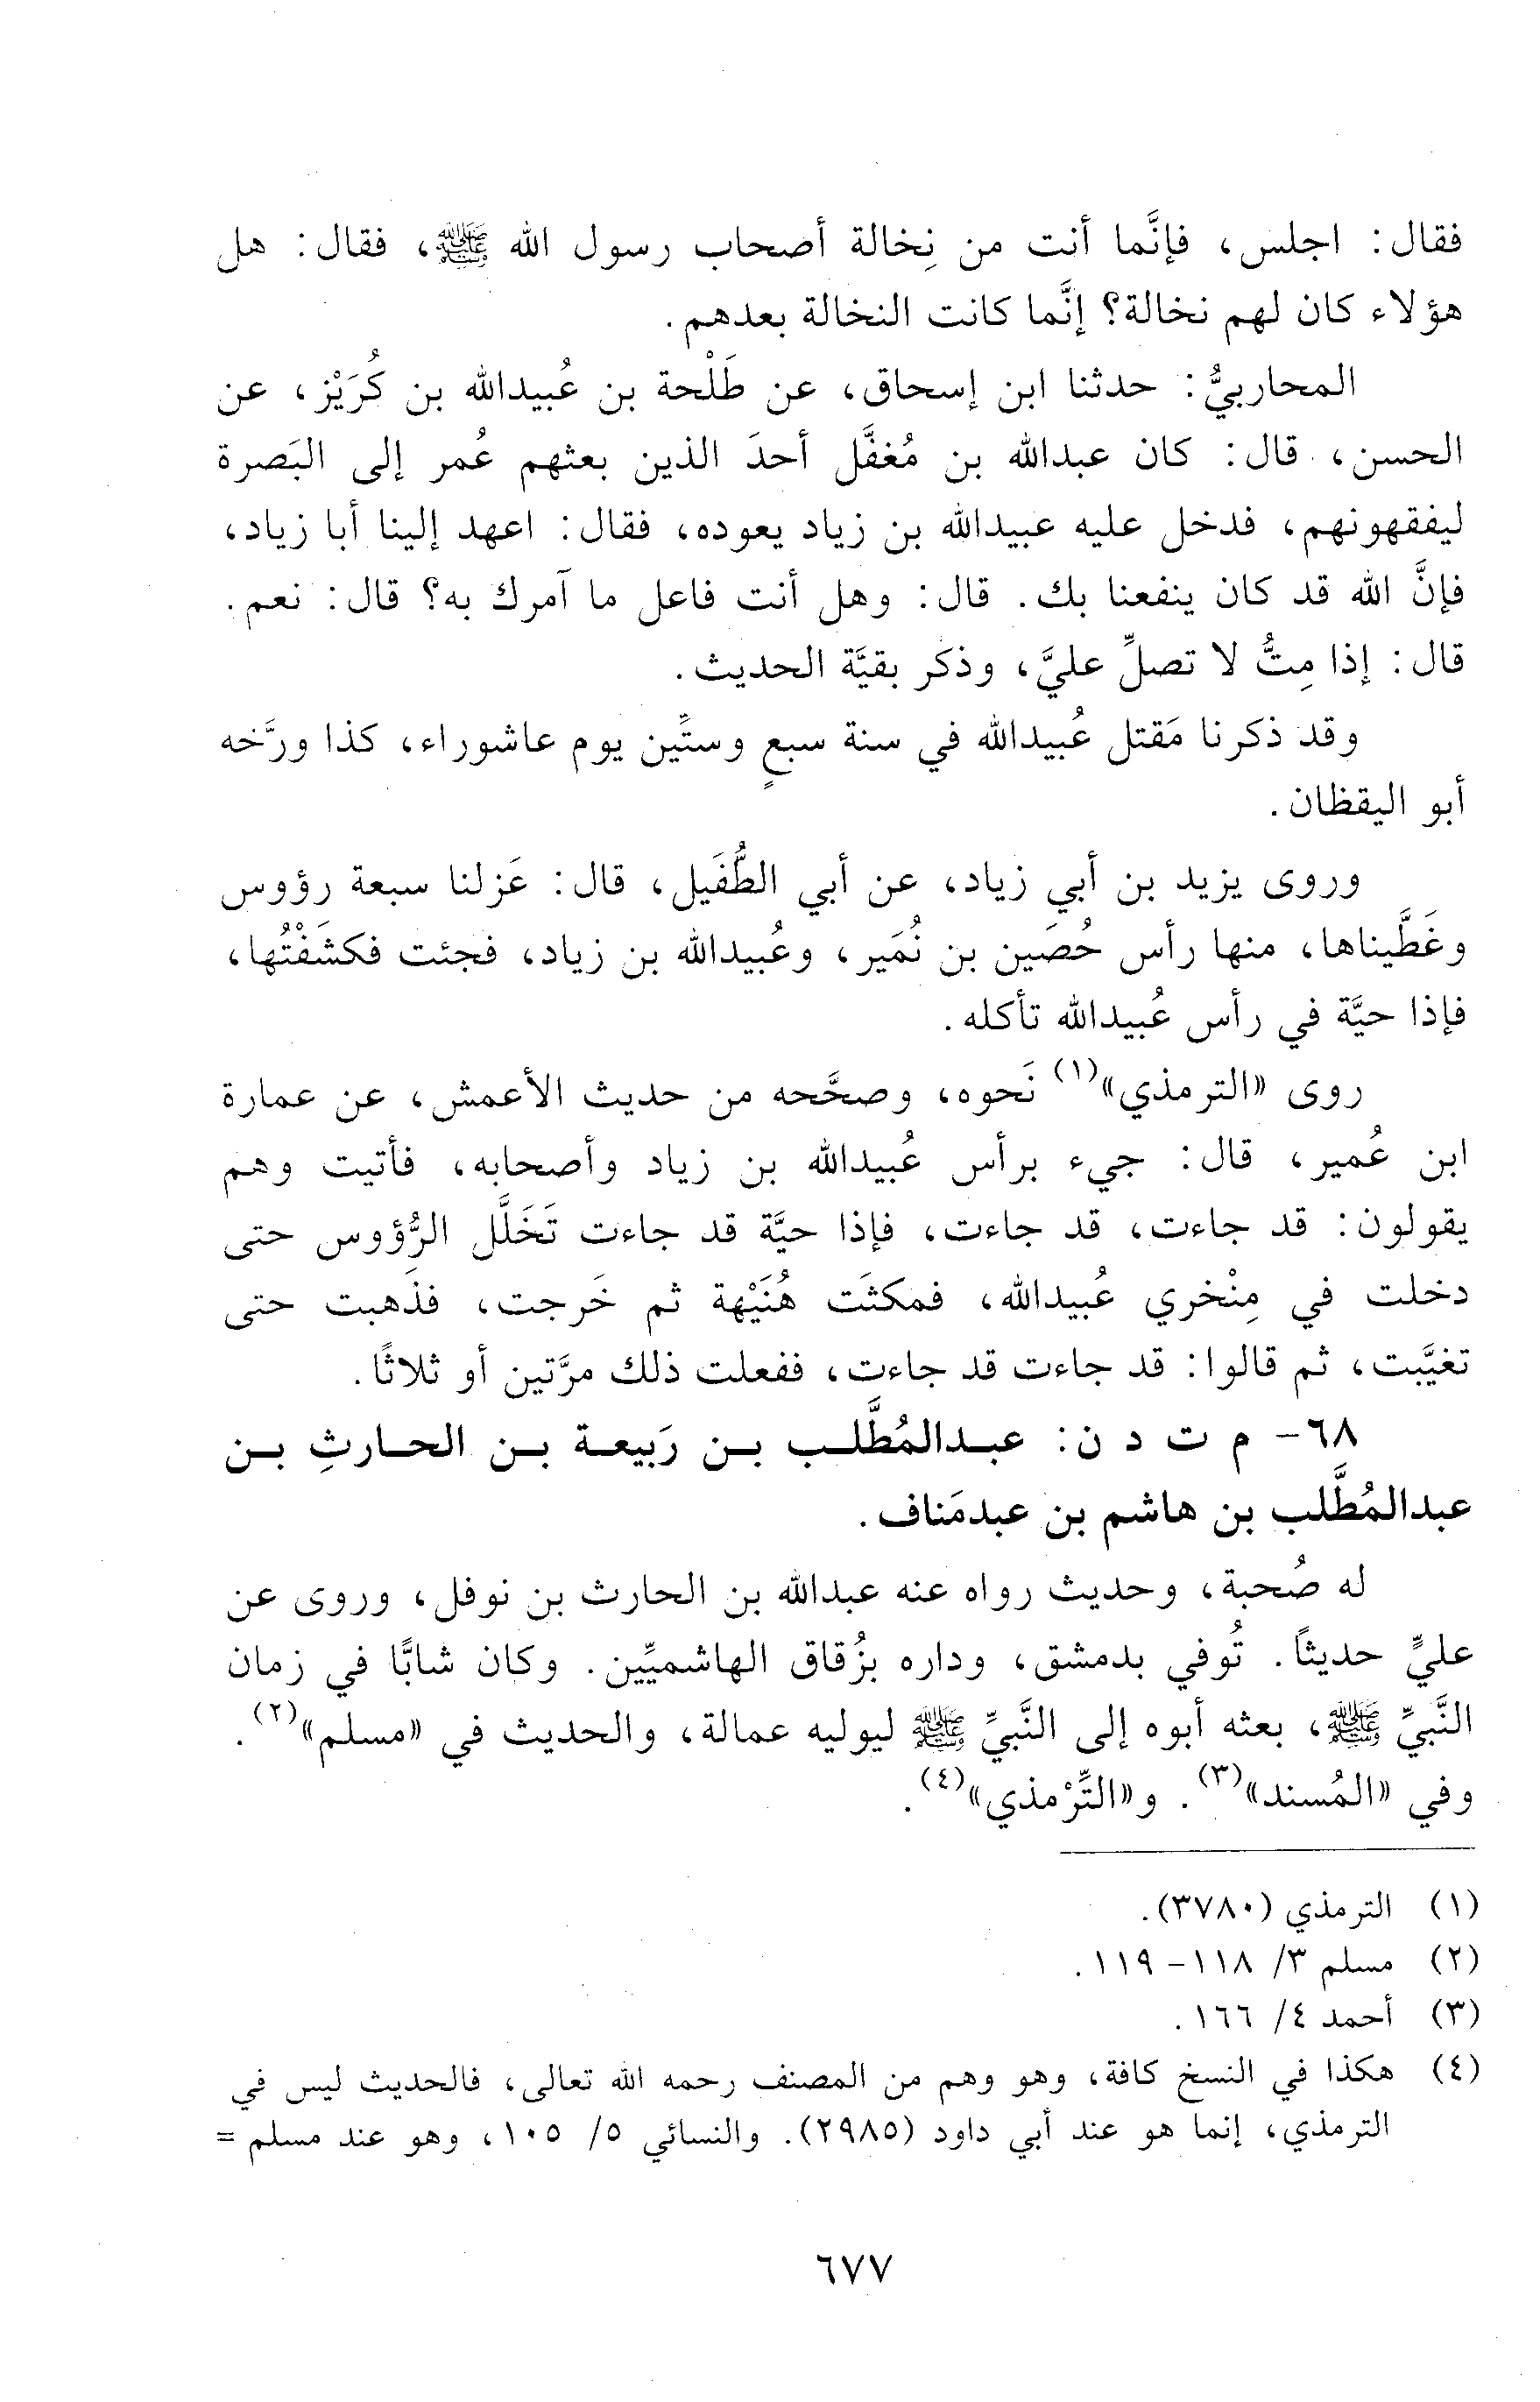 فقال: اجلس، فإنَّما أنت من نِخالة أصحاب رسول الله ﷺ، فقال: هل
هؤلاء كان لهم نخالة؟ إنَّما كانت النخالة بعدهم.
المحاربيُّ: حدثنا ابن إسحاق، عن طَلْحة بن عُبيدالله بن كُرَيْز، عن
الحسن، قال: كان عبدالله بن مُغفَّل أحدَ الذين بعثهم عُمر إلى البَصرة
ليفقهونهم، فدخل عليه عبيدالله بن زياد يعوده، فقال: اعهد إلينا أبا زياد،
فإنَّ الله قد كان ينفعنا بك. قال: وهل أنت فاعل ما آمرك به؟ قال: نعم.
قال: إذا مِتُّ لا تصلِّ عليَّ، وذكر بقيَّة الحديث.
وقد ذكرنا مَقتل عُبيدالله في سنة سبعٍ وستِّين يوم عاشوراء، كذا ورَّخه
أبو اليقظان.
وروى يزيد بن أبي زياد، عن أبي الطُّفَيل، قال: عَزلنا سبعة رؤوس
وغَطَّيناها، منها رأس حُصَين بن نُمَير، وعُبيدالله بن زياد، فجئت فكشَفْتُها،
فإذا حيَّة في رأس عُبيدالله تأكله.
روى «الترمذي»(١) نَحوه، وصحَّحه من حديث الأعمش، عن عمارة
ابن عُمير، قال: جيء برأس عُبيدالله بن زياد وأصحابه، فأتيت وهم
يقولون: قد جاءت، قد جاءت، فإذا حيَّة قد جاءت تَخَلَّل الرُّؤوس حتى
دخلت في مِنْخري عُبيدالله، فمكثَت هُنَيْهة ثم خَرجت، فذَهبت حتى
تغيَّبت، ثم قالوا: قد جاءت قد جاءت، ففعلت ذلك مرَّتين أو ثلاثًا.
٦٨- م ت د ن: عبدالمُطَّلب بن رَبيعة بن الحارثِ بن
عبدالمُطَّلب بن هاشم بن عبدمَناف.
له صُحبة، وحديث رواه عنه عبدالله بن الحارث بن نوفل، وروى عن
عليٍّ حديثًا. تُوفي بدمشق، وداره بزُقاق الهاشميِّين. وكان شابًّا في زمان
النَّبيِّ ﷺ، بعثه أبوه إلى النَّبيِّ ﷺ ليوليه عمالة، والحديث في «مسلم»(٢).
وفي «المُسند»(٣). و«التِّرْمذي»(٤).
(١) الترمذي (٣٧٨٠).
(٢) مسلم ٣/ ١١٨- ١١٩.
(٣) أحمد ٤/ ١٦٦.
(٤) هكذا في النسخ كافة، وهو وهم من المصنف رحمه الله تعالى، فالحديث ليس في
الترمذي، إنما هو عند أبي داود (٢٩٨٥). والنسائي ٥/ ١٠٥، وهو عند مسلم =
٦٧٧